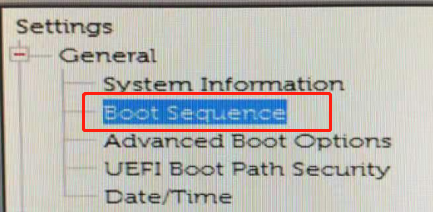 Settings
General
System Information
Boot Sequence
Advanced Boot Options
UEFI Boot Path Security
Date/Time